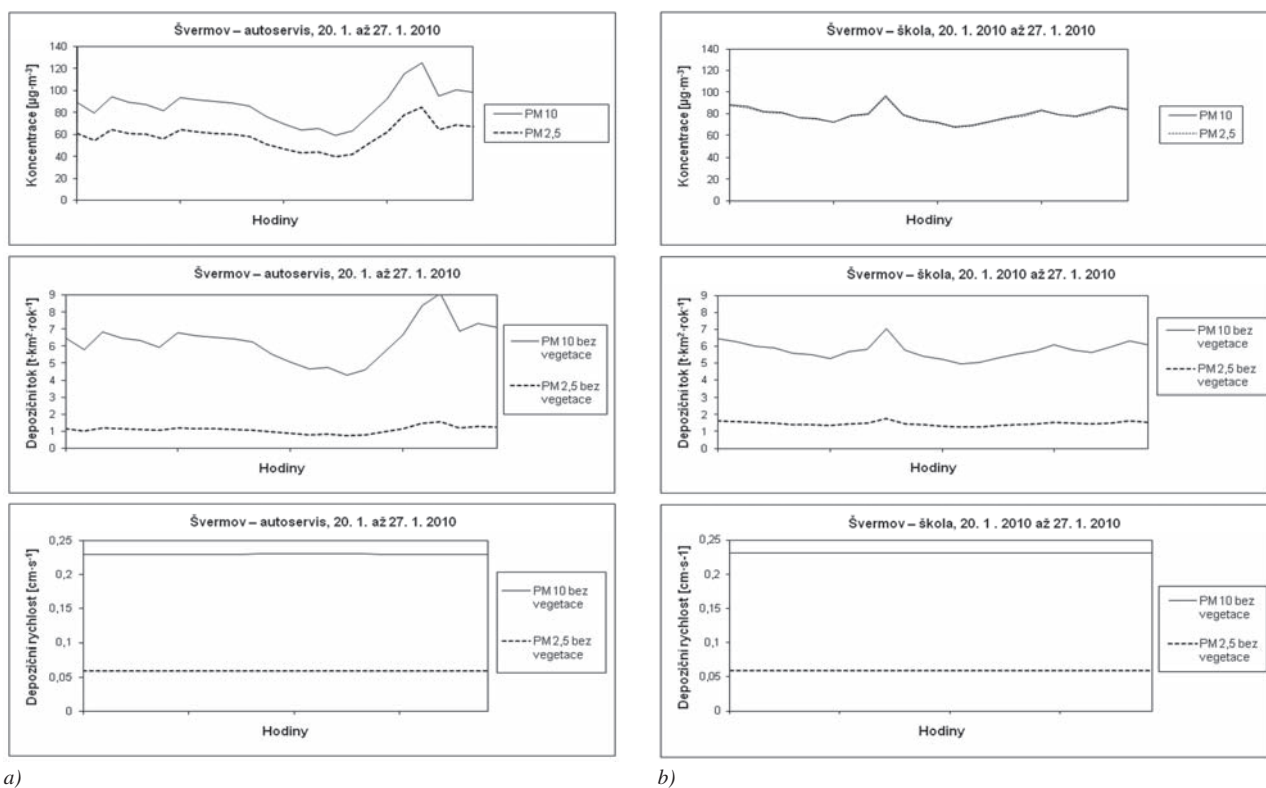 Švermov – autoservis, 20. 1. až 27. 1. 2010
Koncentrace [µg·m⁻³]
140
120
100
80
60
40
20
0
Hodiny
PM 10
PM 2,5
Švermov – autoservis, 20. 1. až 27. 1. 2010
Depoziční tok [t·km²·rok⁻¹]
9
8
7
6
5
4
3
2
1
0
Hodiny
PM 10 bez
vegetace
PM 2,5 bez
vegetace
Švermov – autoservis, 20. 1. až 27. 1. 2010
Depoziční rychlost [cm·s⁻¹]
0,25
0,2
0,15
0,1
0,05
0
Hodiny
PM 10 bez
vegetace
PM 2,5 bez
vegetace
a)
Švermov – škola, 20. 1. 2010 až 27. 1. 2010
Koncentrace [µg·m⁻³]
140
120
100
80
60
40
20
0
Hodiny
PM 10
PM 2,5
Švermov – škola, 20. 1. 2010 až 27. 1. 2010
Depoziční tok [t·km²·rok⁻¹]
9
8
7
6
5
4
3
2
1
0
Hodiny
PM 10 bez
vegetace
PM 2,5 bez
vegetace
Švermov – škola, 20. 1 . 2010 až 27. 1. 2010
Depoziční rychlost [cm·s-1]
0,25
0,2
0,15
0,1
0,05
0
Hodiny
PM 10 bez
vegetace
PM 2,5 bez
vegetace
b)